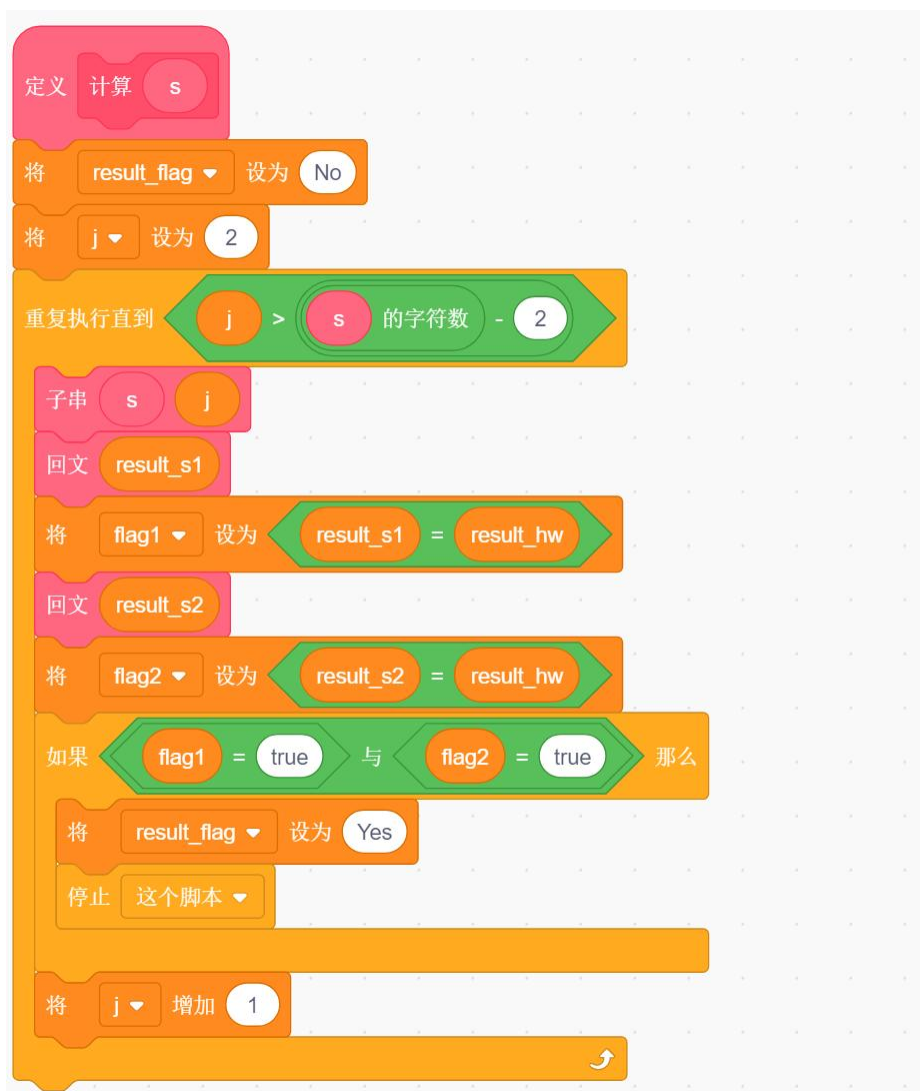 定义 计算 s
将 result_flag 设为 No
将 j 设为 2
重复执行直到 j > s 的字符数 - 2
子串 s j
回文 result_s1
将 flag1 设为 result_s1 = result_hw
回文 result_s2
将 flag2 设为 result_s2 = result_hw
如果 flag1 = true 与 flag2 = true 那么
将 result_flag 设为 Yes
停止 这个脚本
将 j 增加 1